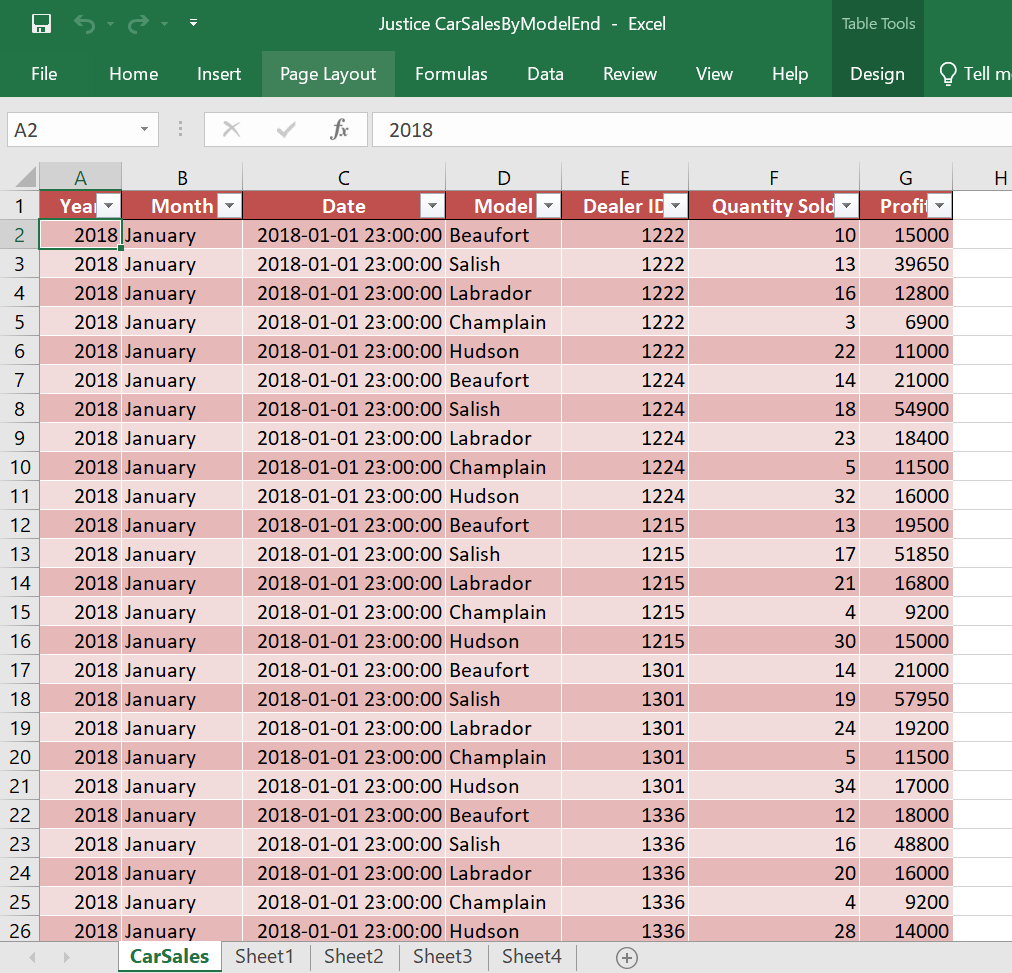 Justice CarSalesByModelEnd - Excel
Table Tools
File Home Insert Page Layout Formulas Data Review View Help Design Tell m
A2 fx 2018
A B C D E F G H
1 Year Month Date Model Dealer ID Quantity Sold Profit
2 2018 January 2018-01-01 23:00:00 Beaufort 1222 10 15000
3 2018 January 2018-01-01 23:00:00 Salish 1222 13 39650
4 2018 January 2018-01-01 23:00:00 Labrador 1222 16 12800
5 2018 January 2018-01-01 23:00:00 Champlain 1222 3 6900
6 2018 January 2018-01-01 23:00:00 Hudson 1222 22 11000
7 2018 January 2018-01-01 23:00:00 Beaufort 1224 14 21000
8 2018 January 2018-01-01 23:00:00 Salish 1224 18 54900
9 2018 January 2018-01-01 23:00:00 Labrador 1224 23 18400
10 2018 January 2018-01-01 23:00:00 Champlain 1224 5 11500
11 2018 January 2018-01-01 23:00:00 Hudson 1224 32 16000
12 2018 January 2018-01-01 23:00:00 Beaufort 1215 13 19500
13 2018 January 2018-01-01 23:00:00 Salish 1215 17 51850
14 2018 January 2018-01-01 23:00:00 Labrador 1215 21 16800
15 2018 January 2018-01-01 23:00:00 Champlain 1215 4 9200
16 2018 January 2018-01-01 23:00:00 Hudson 1215 30 15000
17 2018 January 2018-01-01 23:00:00 Beaufort 1301 14 21000
18 2018 January 2018-01-01 23:00:00 Salish 1301 19 57950
19 2018 January 2018-01-01 23:00:00 Labrador 1301 24 19200
20 2018 January 2018-01-01 23:00:00 Champlain 1301 5 11500
21 2018 January 2018-01-01 23:00:00 Hudson 1301 34 17000
22 2018 January 2018-01-01 23:00:00 Beaufort 1336 12 18000
23 2018 January 2018-01-01 23:00:00 Salish 1336 16 48800
24 2018 January 2018-01-01 23:00:00 Labrador 1336 20 16000
25 2018 January 2018-01-01 23:00:00 Champlain 1336 4 9200
26 2018 January 2018-01-01 23:00:00 Hudson 1336 28 14000
CarSales Sheet1 Sheet2 Sheet3 Sheet4